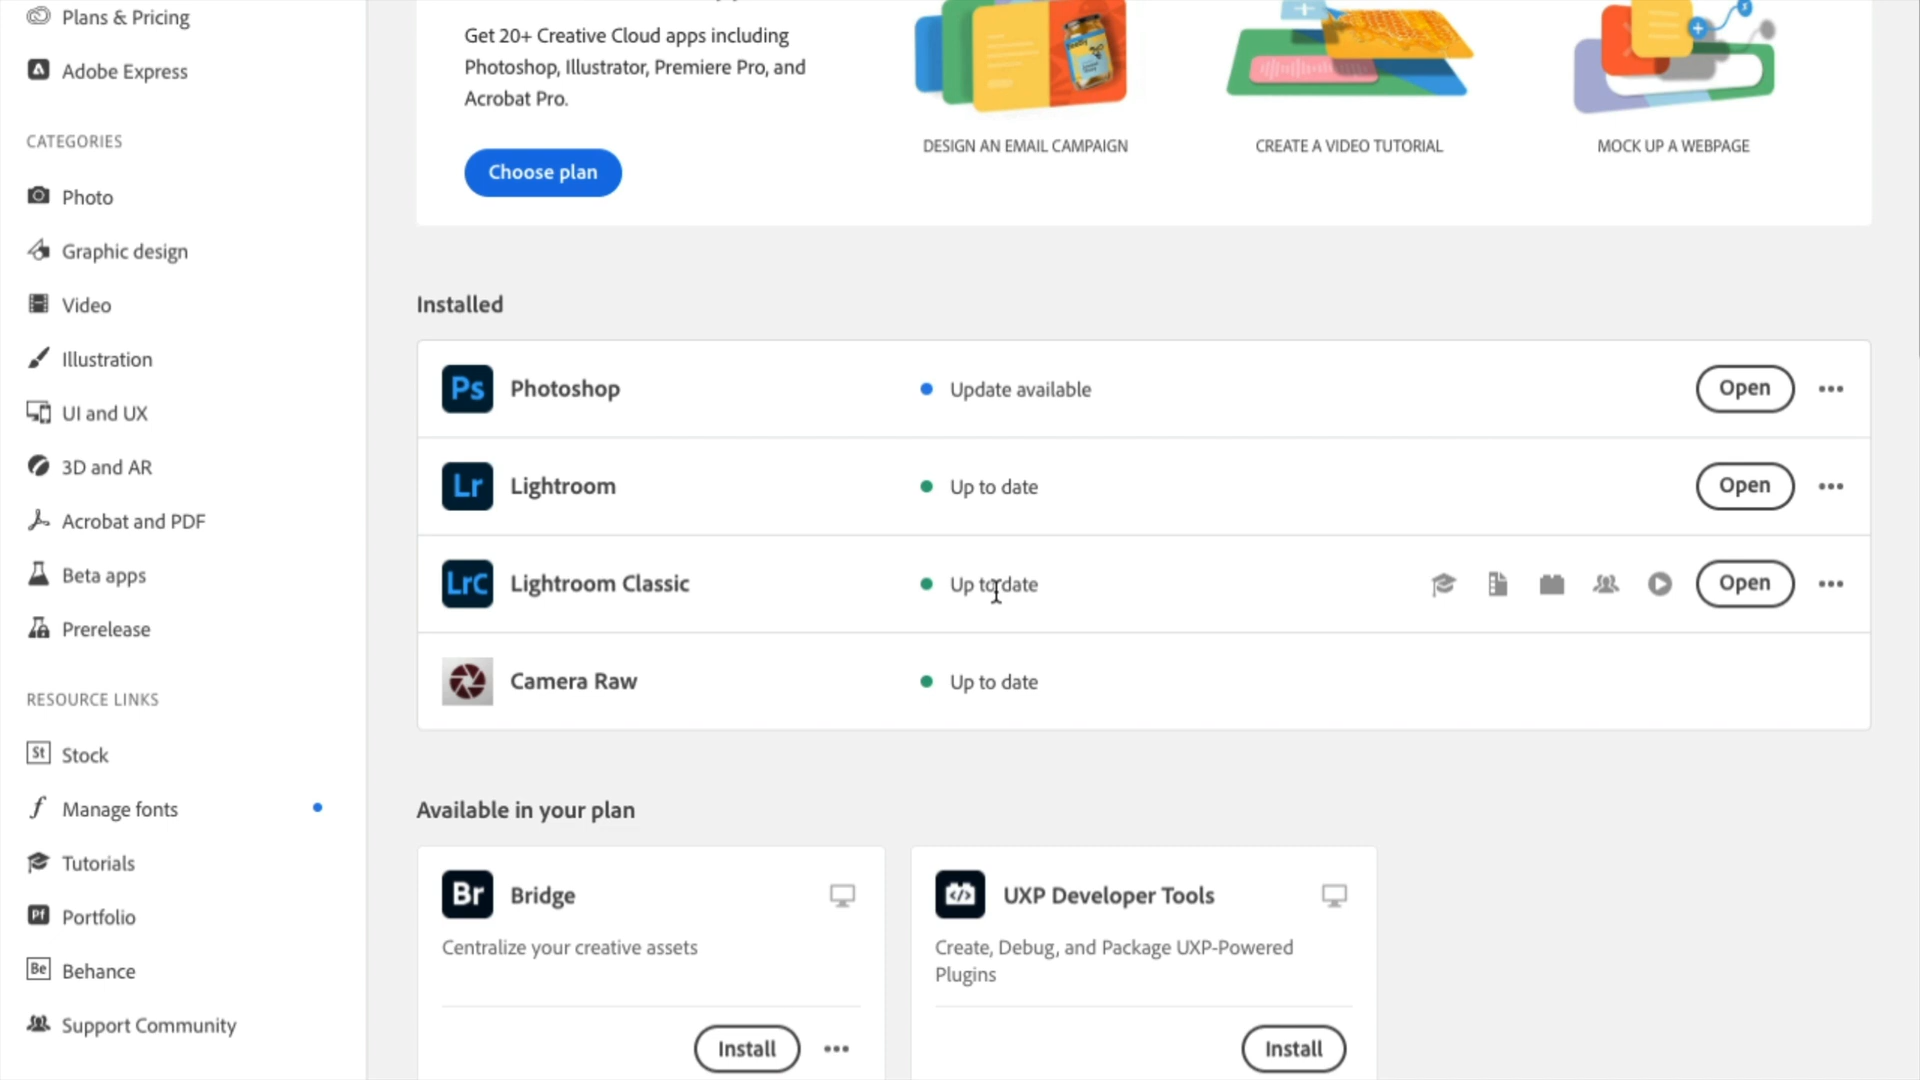 Plans & Pricing
Adobe Express
CATEGORIES
Photo
Graphic design
Video
Illustration
UI and UX
3D and AR
Acrobat and PDF
Beta apps
Prerelease
RESOURCE LINKS
St Stock
Manage fonts
Tutorials
Pf Portfolio
Be Behance
Support Community
Get 20+ Creative Cloud apps including
Photoshop, Illustrator, Premiere Pro, and
Acrobat Pro.
Choose plan
DESIGN AN EMAIL CAMPAIGN
CREATE A VIDEO TUTORIAL
MOCK UP A WEBPAGE
Installed
Ps Photoshop Update available Open
Lr Lightroom Up to date Open
LrC Lightroom Classic Up to date Open
Camera Raw Up to date
Available in your plan
Br Bridge
Centralize your creative assets
Install
UXP Developer Tools
Create, Debug, and Package UXP-Powered
Plugins
Install